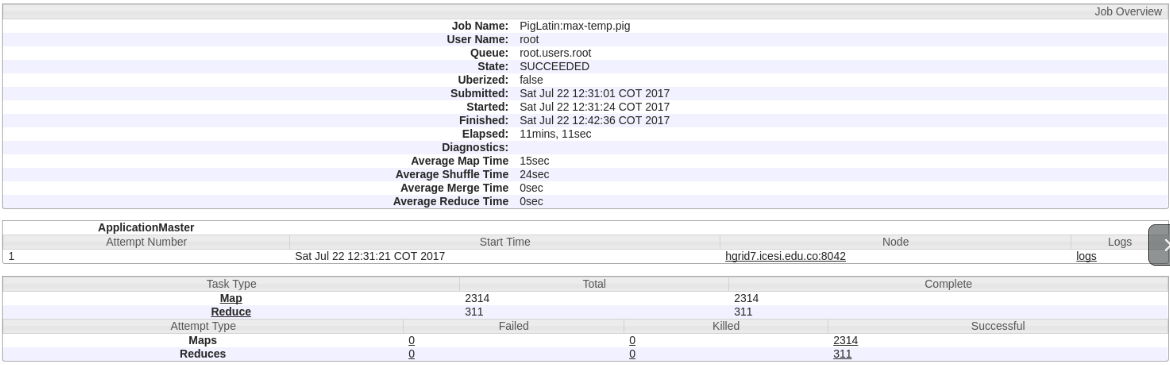 Job Overview
Job Name: PigLatin:max-temp.pig
User Name: root
Queue: root.users.root
State: SUCCEEDED
Uberized: false
Submitted: Sat Jul 22 12:31:01 COT 2017
Started: Sat Jul 22 12:31:24 COT 2017
Finished: Sat Jul 22 12:42:36 COT 2017
Elapsed: 11mins, 11sec
Diagnostics:
Average Map Time 15sec
Average Shuffle Time 24sec
Average Merge Time 0sec
Average Reduce Time 0sec
ApplicationMaster
Attempt Number Start Time Node Logs
1 Sat Jul 22 12:31:21 COT 2017 hgrid7.icesi.edu.co:8042 logs
Task Type Total Complete
Map 2314 2314
Reduce 311 311
Attempt Type Failed Killed Successful
Maps 0 0 2314
Reduces 0 0 311